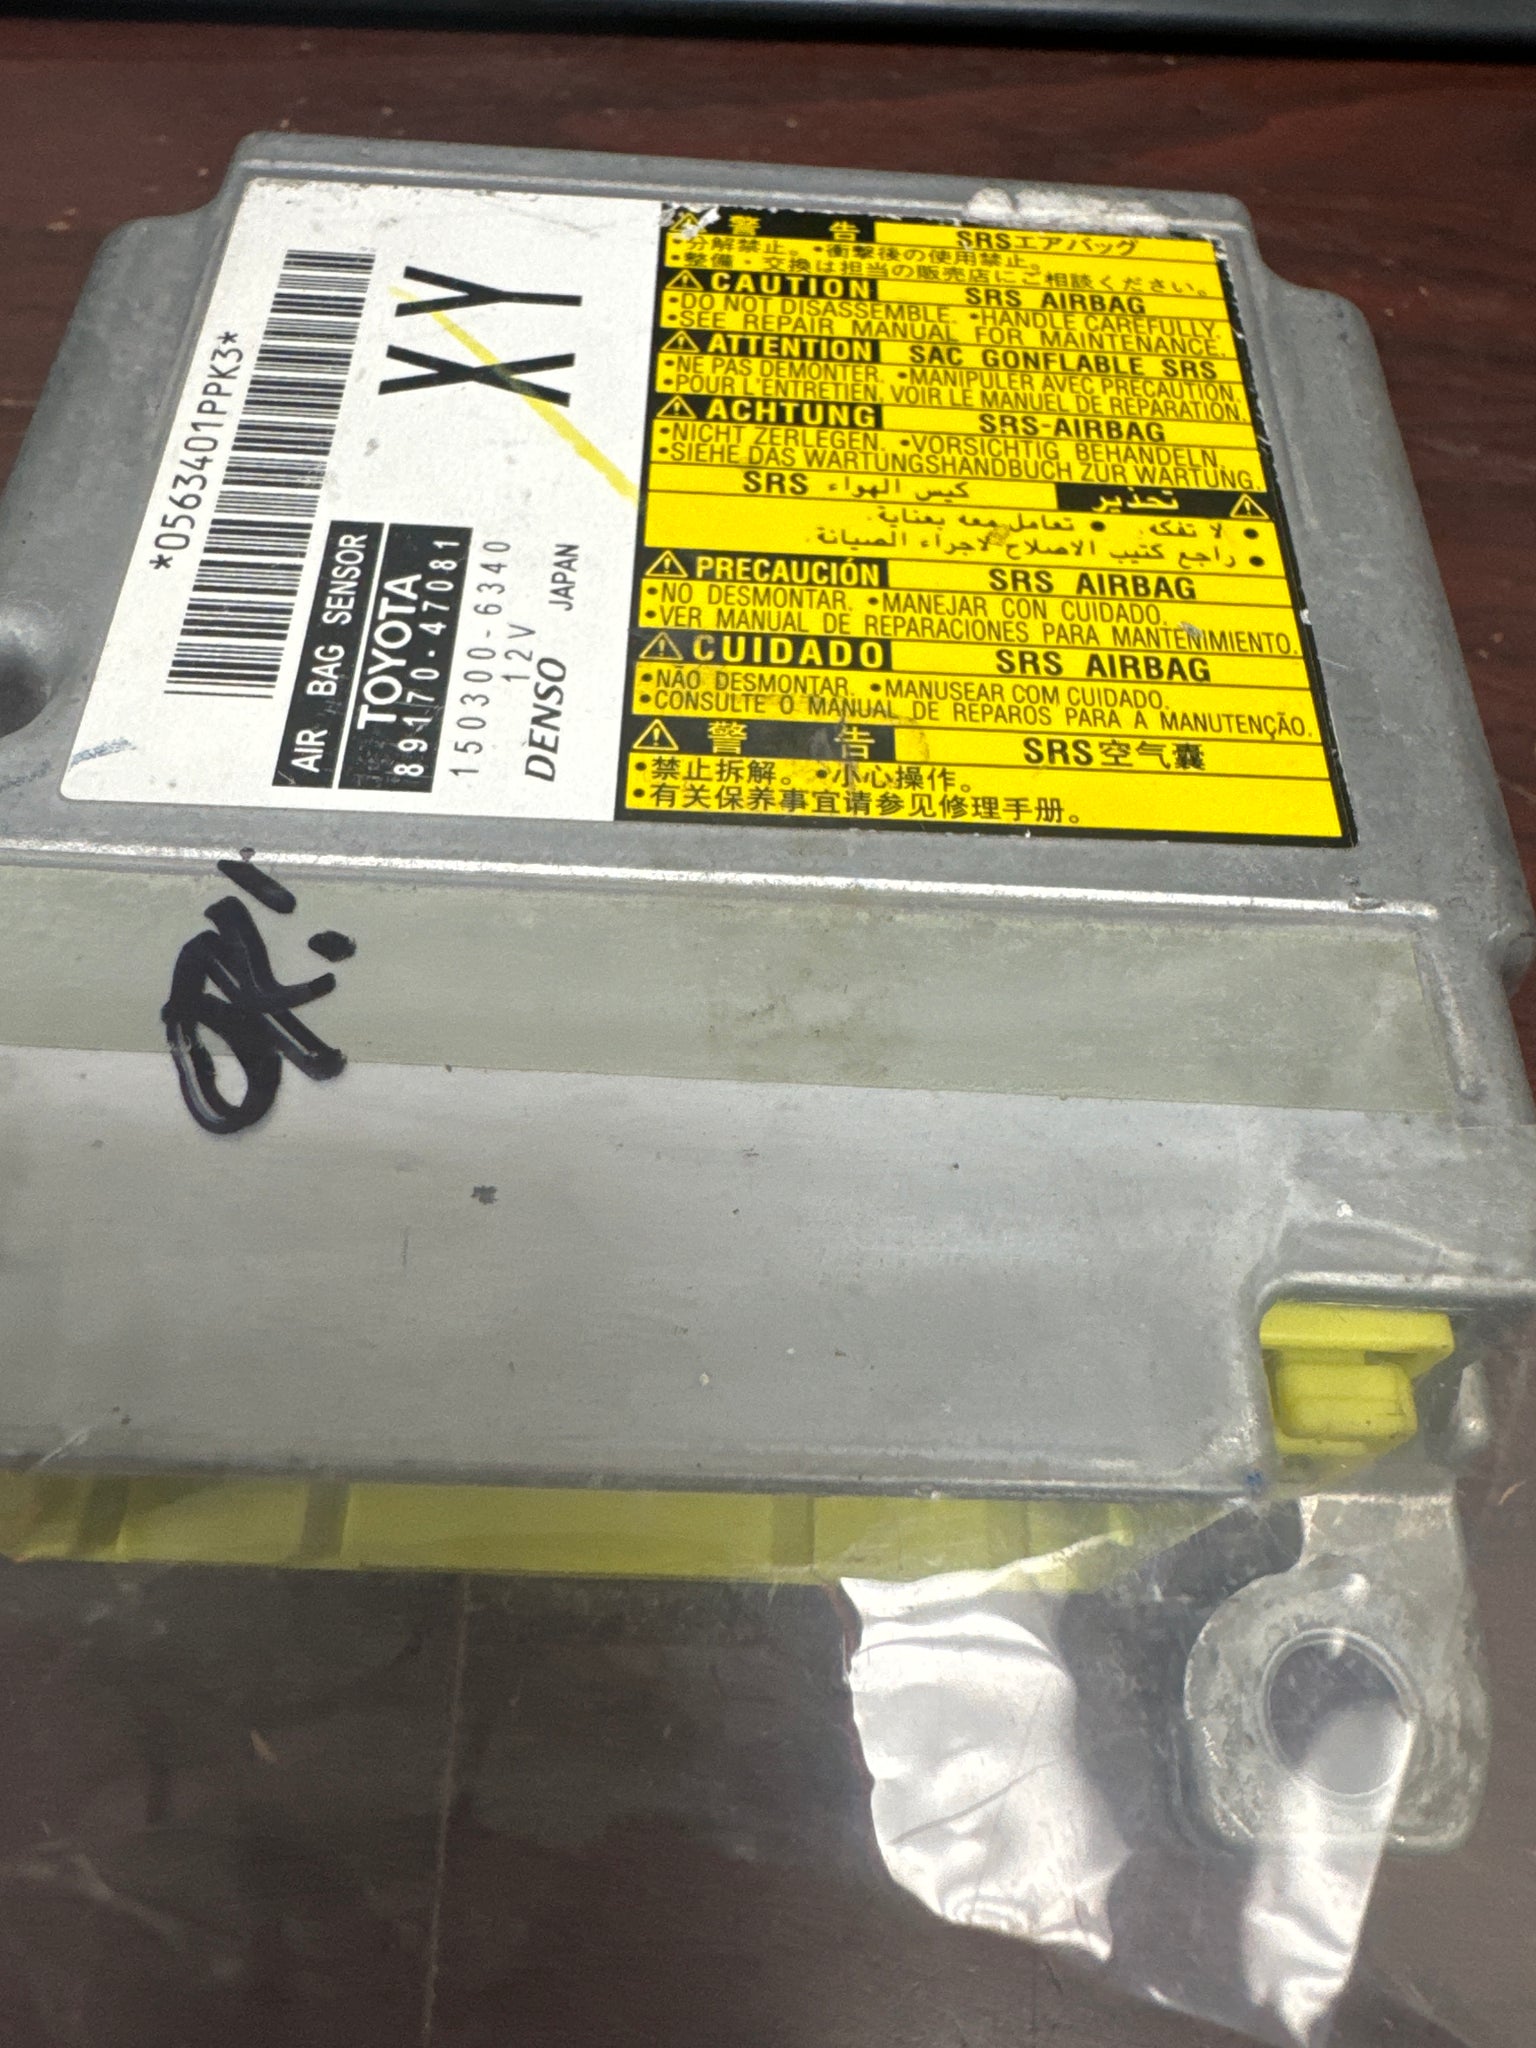 *0563401PPK3*
XY
AIR BAG SENSOR
TOYOTA
89170-47081
150300-6340
12V
DENSO JAPAN
警告 SRSエアバッグ
•分解禁止。 •衝撃後の使用禁止。
•整備・交換は担当の販売店にご相談ください。
CAUTION SRS AIRBAG
•DO NOT DISASSEMBLE. •HANDLE CAREFULLY.
•SEE REPAIR MANUAL FOR MAINTENANCE.
ATTENTION SAC GONFLABLE SRS
•NE PAS DEMONTER. •MANIPULER AVEC PRECAUTION.
•POUR L'ENTRETIEN, VOIR LE MANUEL DE REPARATION.
ACHTUNG SRS-AIRBAG
•NICHT ZERLEGEN. •VORSICHTIG BEHANDELN.
•SIEHE DAS WARTUNGSHANDBUCH ZUR WARTUNG.
تحذير كيس الهواء SRS
• لا تفكه. • تعامل معه بعناية.
• راجع كتيب الاصلاح لاجراء الصيانة.
PRECAUCIÓN SRS AIRBAG
•NO DESMONTAR. •MANEJAR CON CUIDADO.
•VER MANUAL DE REPARACIONES PARA MANTENIMIENTO.
CUIDADO SRS AIRBAG
•NÃO DESMONTAR. •MANUSEAR COM CUIDADO.
•CONSULTE O MANUAL DE REPAROS PARA A MANUTENÇÃO.
警告 SRS空气囊
•禁止拆解。 •小心操作。
•有关保养事宜请参见修理手册。
OK!